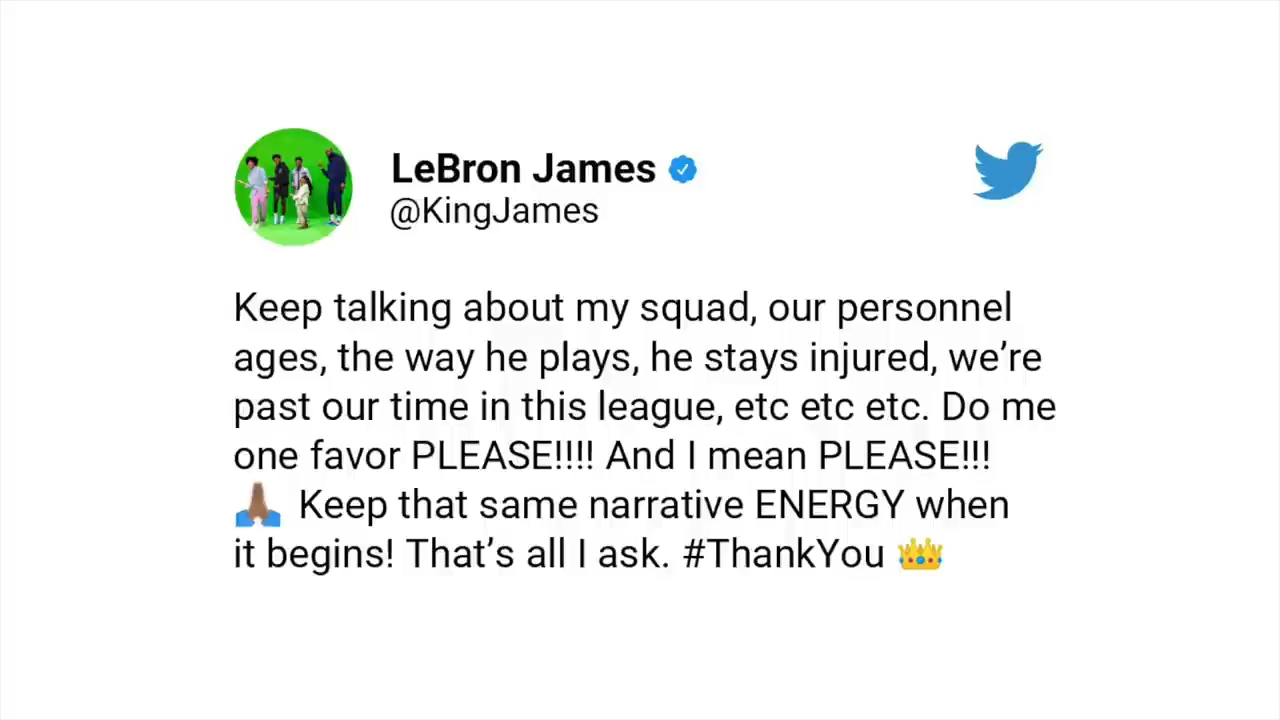 LeBron James
@KingJames
Keep talking about my squad, our personnel
ages, the way he plays, he stays injured, we’re
past our time in this league, etc etc etc. Do me
one favor PLEASE!!!! And I mean PLEASE!!!
🙏🏾 Keep that same narrative ENERGY when
it begins! That’s all I ask. #ThankYou 👑